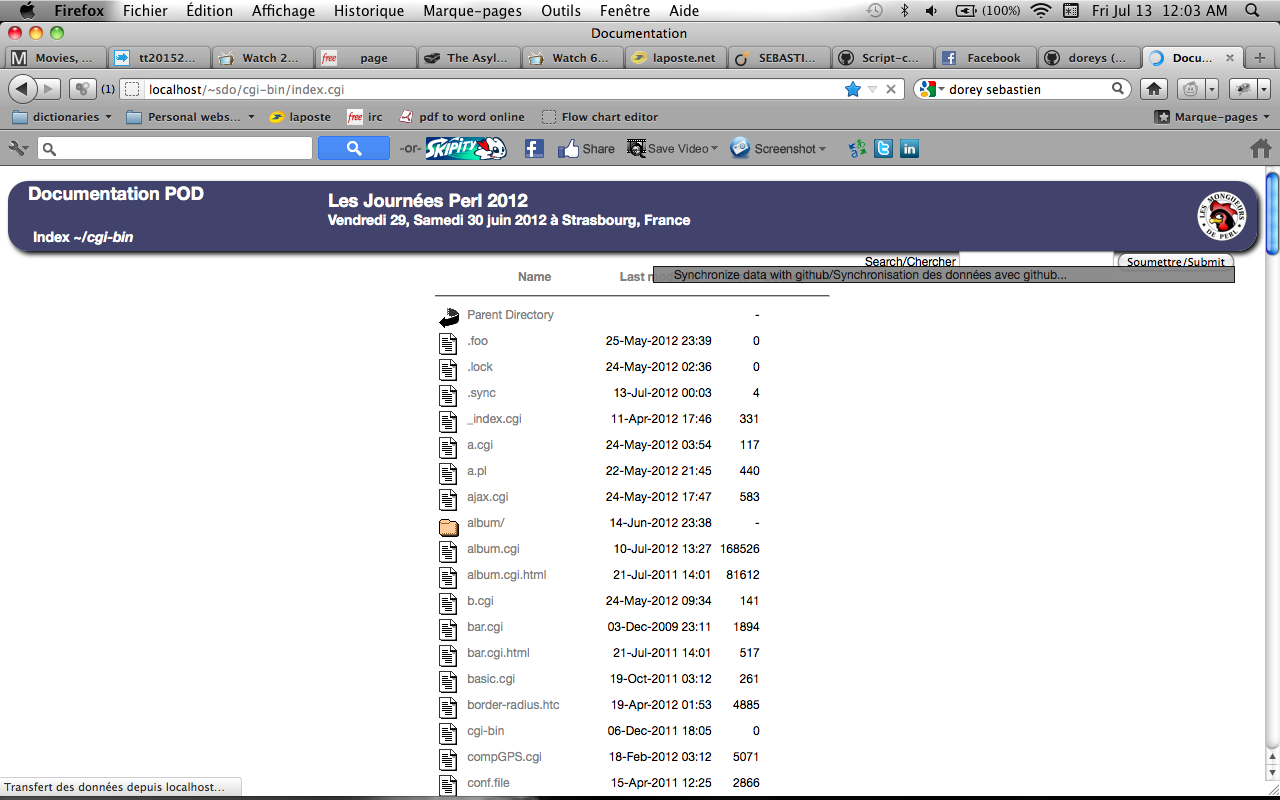 Firefox Fichier Édition Affichage Historique Marque-pages Outils Fenêtre Aide (100%) Fri Jul 13 12:03 AM
Documentation
Movies, ... tt20152... Watch 2... free page The Asyl... Watch 6... laposte.net SEBASTI... Script-c... Facebook doreys (... Docu...
(1) localhost/~sdo/cgi-bin/index.cgi dorey sebastien
dictionaries Personal webs... laposte free irc pdf to word online Flow chart editor Marque-pages
-or- SKIPITY Share Save Video Screenshot
Documentation POD
Les Journées Perl 2012
Vendredi 29, Samedi 30 juin 2012 à Strasbourg, France
LES MONGUEURS DE PERL
Index ~/cgi-bin
Search/Chercher Soumettre/Submit
Synchronize data with github/Synchronisation des données avec github...
Name Last mo
Parent Directory -
.foo 25-May-2012 23:39 0
.lock 24-May-2012 02:36 0
.sync 13-Jul-2012 00:03 4
_index.cgi 11-Apr-2012 17:46 331
a.cgi 24-May-2012 03:54 117
a.pl 22-May-2012 21:45 440
ajax.cgi 24-May-2012 17:47 583
album/ 14-Jun-2012 23:38 -
album.cgi 10-Jul-2012 13:27 168526
album.cgi.html 21-Jul-2011 14:01 81612
b.cgi 24-May-2012 09:34 141
bar.cgi 03-Dec-2009 23:11 1894
bar.cgi.html 21-Jul-2011 14:01 517
basic.cgi 19-Oct-2011 03:12 261
border-radius.htc 19-Apr-2012 01:53 4885
cgi-bin 06-Dec-2011 18:05 0
compGPS.cgi 18-Feb-2012 03:12 5071
conf.file 15-Apr-2011 12:25 2866
Transfert des données depuis localhost...